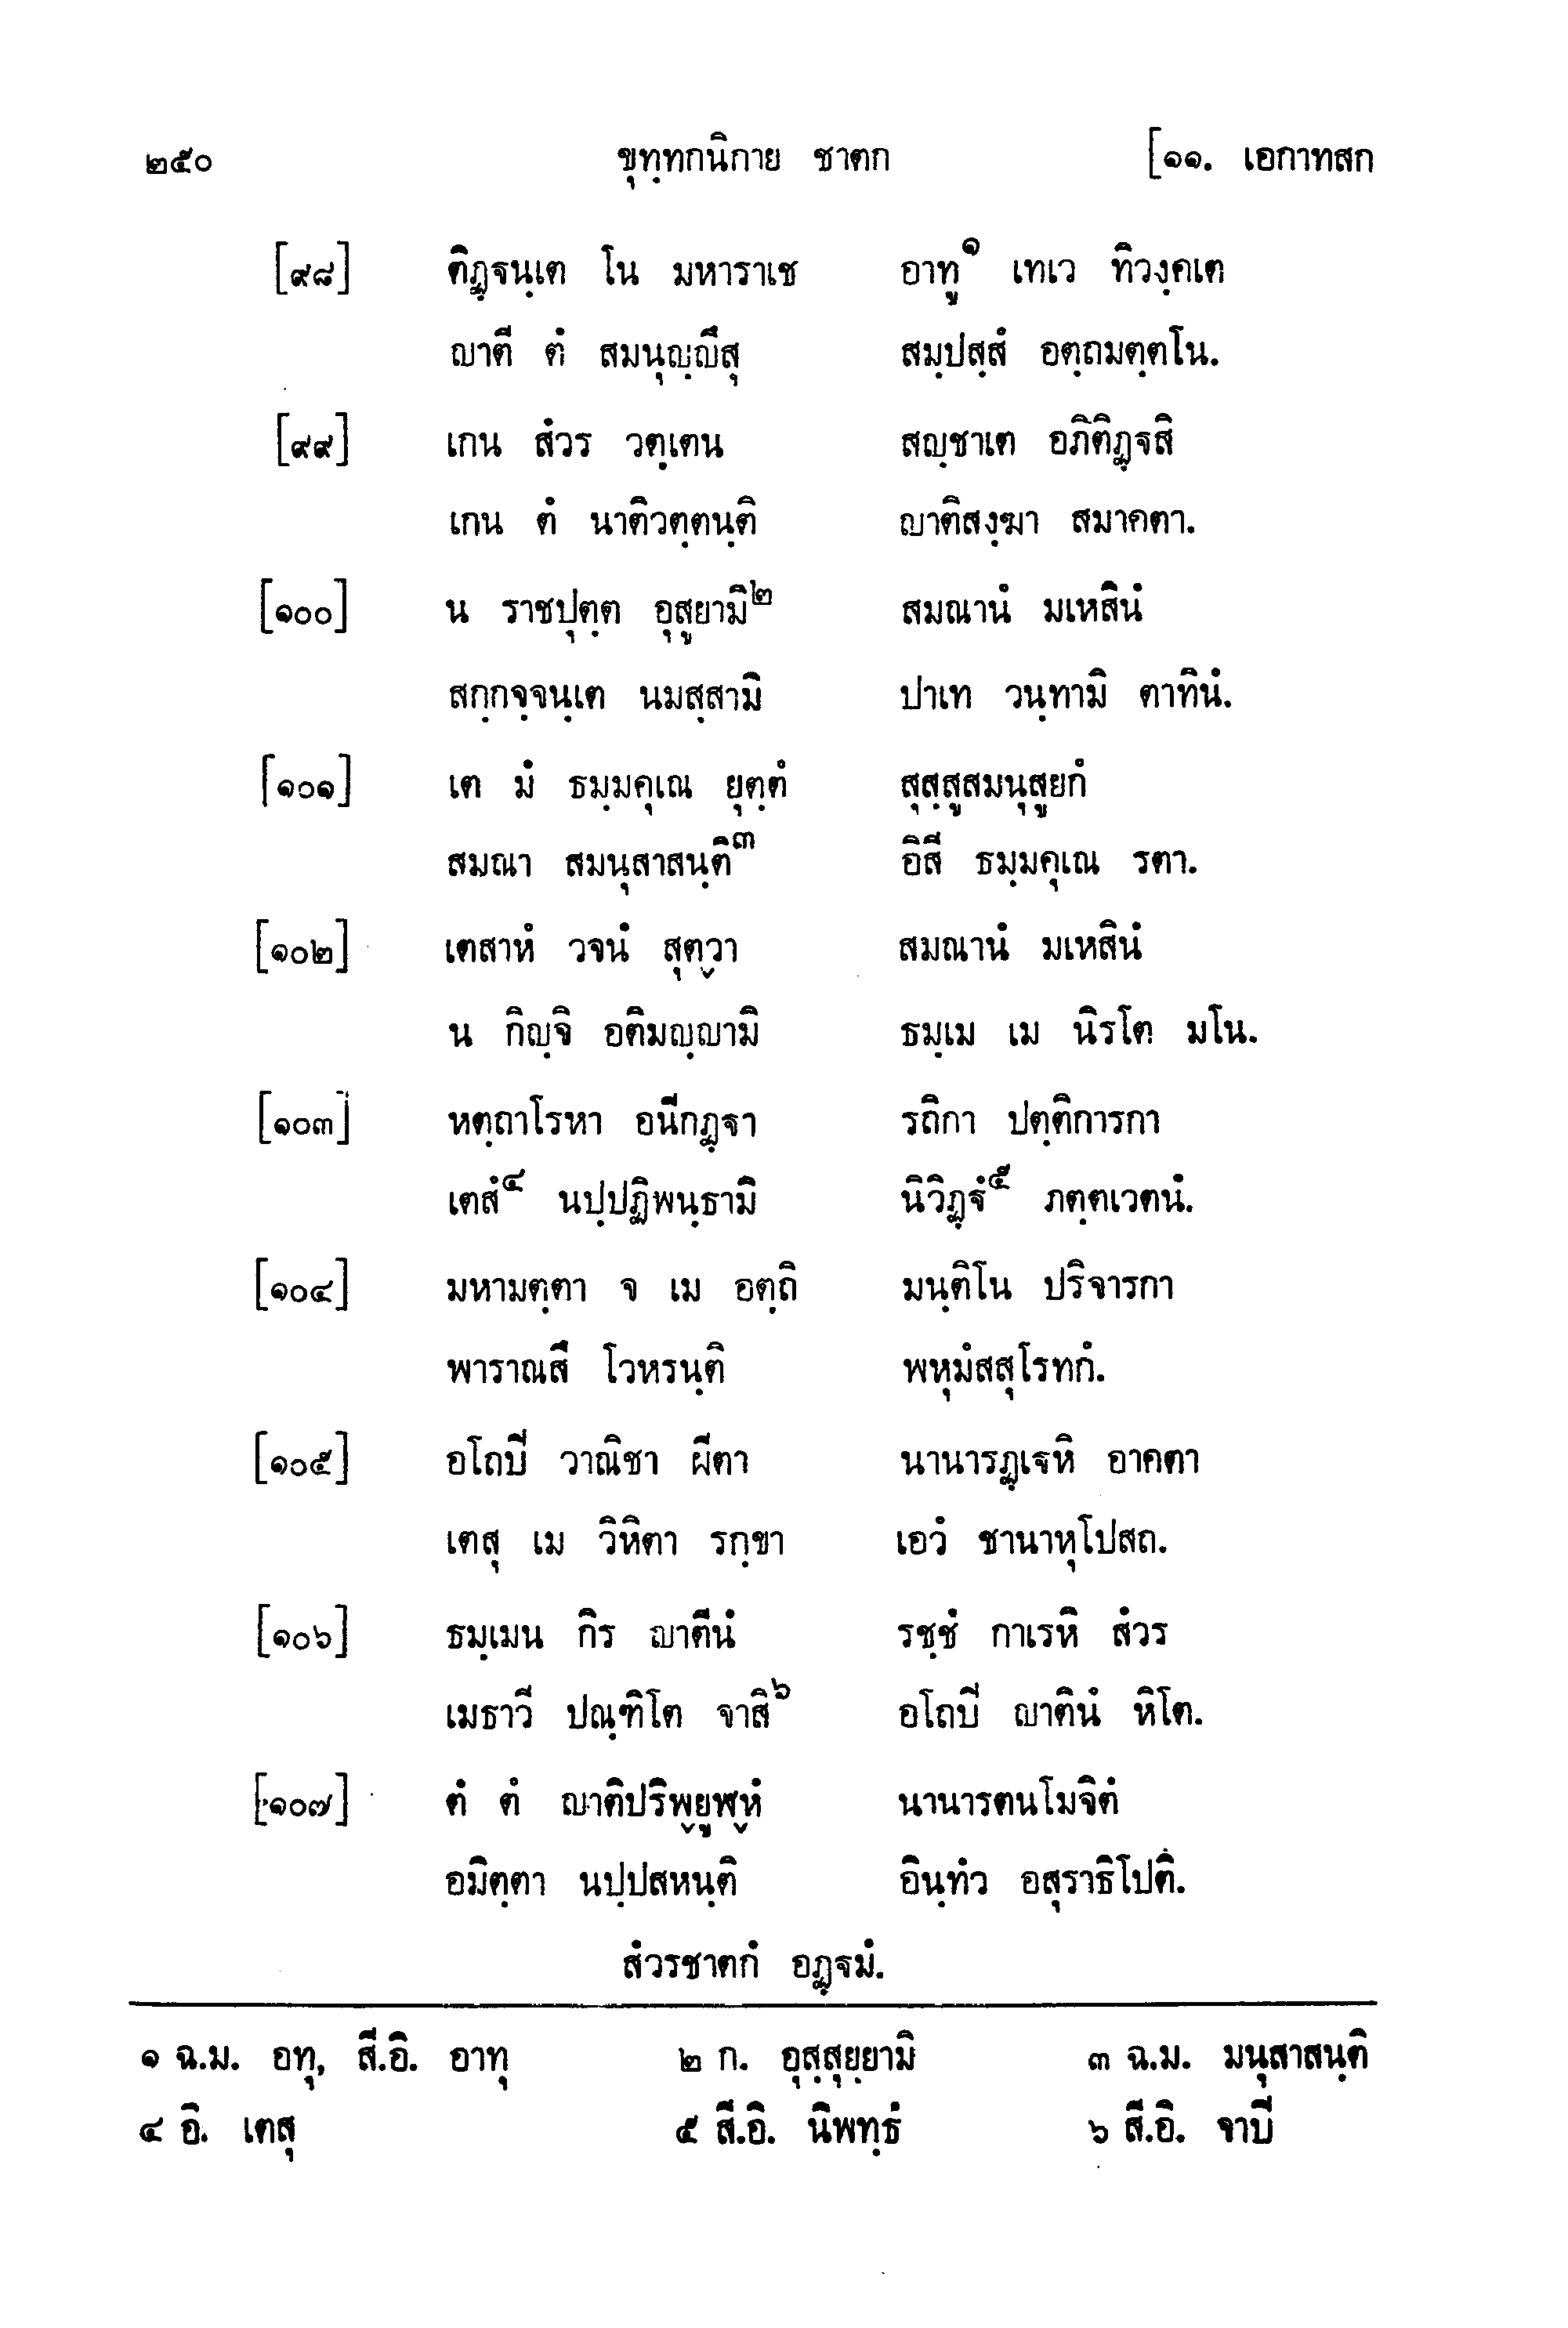 ๒๕๐ ขุทฺทกนิกาย ชาตก [๑๑. เอกาทสก
[๙๘] ติฏฺฐนฺเต โน มหาราเช อาทู๑ เทเว ทิวงฺคเต
ญาตี ตํ สมนุญฺญึสุ สมฺปสฺสํ อตฺถมตฺตโน.
[๙๙] เกน สํวร วตฺเตน สญฺชาเต อภิติฏฺฐสิ
เกน ตํ นาติวตฺตนฺติ ญาติสงฺฆา สมาคตา.
[๑๐๐] น ราชปุตฺต อุสูยามิ๒ สมณานํ มเหสินํ
สกฺกจฺจนฺเต นมสฺสามิ ปาเท วนฺทามิ ตาทินํ.
[๑๐๑] เต มํ ธมฺมคุเณ ยุตฺตํ สุสฺสูสมนุสูยกํ
สมณา สมนุสาสนฺติ๓ อิสี ธมฺมคุเณ รตา.
[๑๐๒] เตสาหํ วจนํ สุตฺวา สมณานํ มเหสินํ
น กิญฺจิ อติมญฺญามิ ธมฺเม เม นิรโต มโน.
[๑๐๓] หตฺถาโรหา อนีกฏฺฐา รถิกา ปตฺติการกา
เตสํ๔ นปฺปฏิพนฺธามิ นิวิฏฺฐํ๕ ภตฺตเวตนํ.
[๑๐๔] มหามตฺตา จ เม อตฺถิ มนฺติโน ปริจารกา
พาราณสึ โวหรนฺติ พหุมํสสุโรทกํ.
[๑๐๕] อโถปี วาณิชา ผีตา นานารฏฺเฐหิ อาคตา
เตสุ เม วิหิตา รกฺขา เอวํ ชานาหุโปสถ.
[๑๐๖] ธมฺเมน กิร ญาตีนํ รชฺชํ กาเรหิ สํวร
เมธาวี ปณฺฑิโต จาสิ๖ อโถปี ญาตินํ หิโต.
[๑๐๗] ตํ ตํ ญาติปริพฺยูฬฺหํ นานารตนโมจิตํ
อมิตฺตา นปฺปสหนฺติ อินฺทํว อสุราธิโปติ.
สํวรชาตกํ อฏฺฐมํ.
๑ ฉ.ม. อทุ, สี.อิ. อาทุ ๒ ก. อุสฺสุยฺยามิ ๓ ฉ.ม. มนุสาสนฺติ
๔ อิ. เตสุ ๕ สี.อิ. นิพทฺธํ ๖ สี.อิ. จาปี